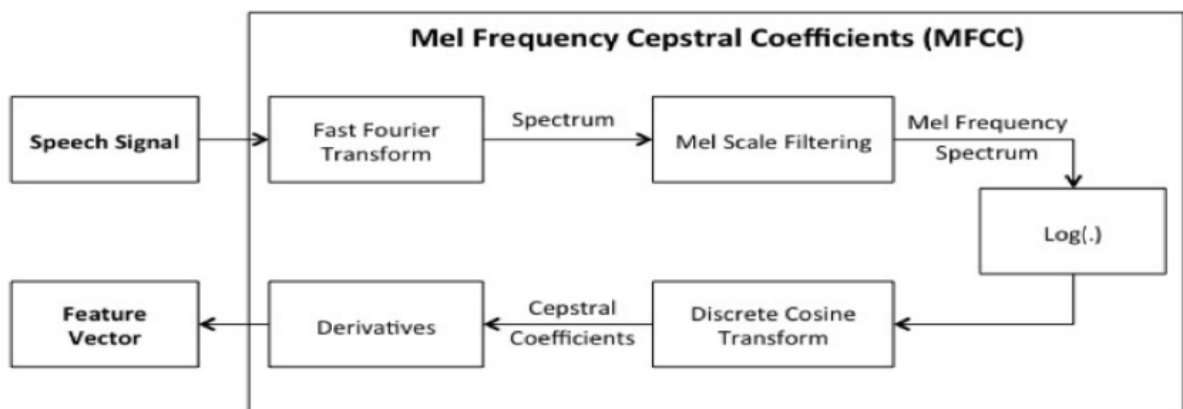 Mel Frequency Cepstral Coefficients (MFCC)
Speech Signal
Fast Fourier
Transform
Spectrum
Mel Scale Filtering
Mel Frequency
Spectrum
Log(.)
Discrete Cosine
Transform
Cepstral
Coefficients
Derivatives
Feature
Vector